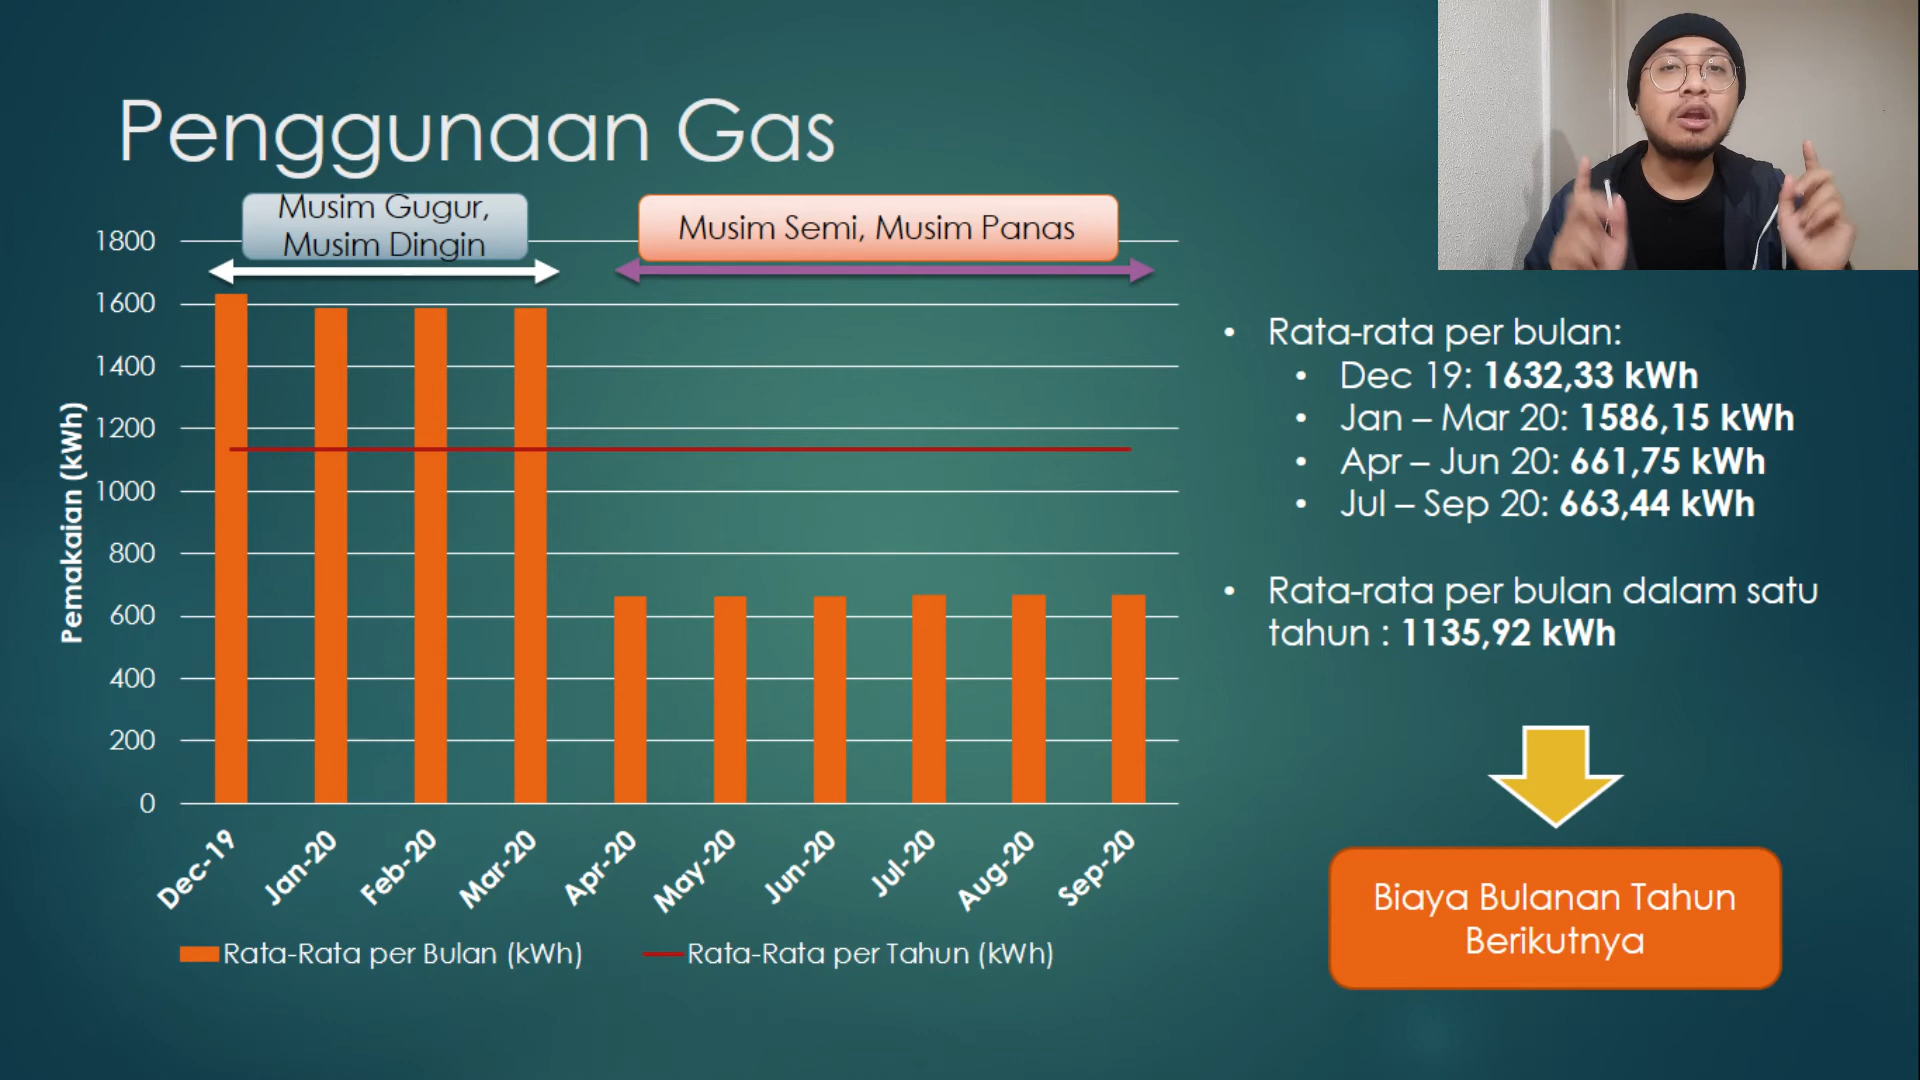 Penggunaan Gas
Musim Gugur,
Musim Dingin
Musim Semi, Musim Panas
Pemakaian (kWh)
1800
1600
1400
1200
1000
800
600
400
200
0
Dec-19
Jan-20
Feb-20
Mar-20
Apr-20
May-20
Jun-20
Jul-20
Aug-20
Sep-20
Rata-Rata per Bulan (kWh)
Rata-Rata per Tahun (kWh)
• Rata-rata per bulan:
• Dec 19: 1632,33 kWh
• Jan – Mar 20: 1586,15 kWh
• Apr – Jun 20: 661,75 kWh
• Jul – Sep 20: 663,44 kWh
• Rata-rata per bulan dalam satu
tahun : 1135,92 kWh
Biaya Bulanan Tahun
Berikutnya